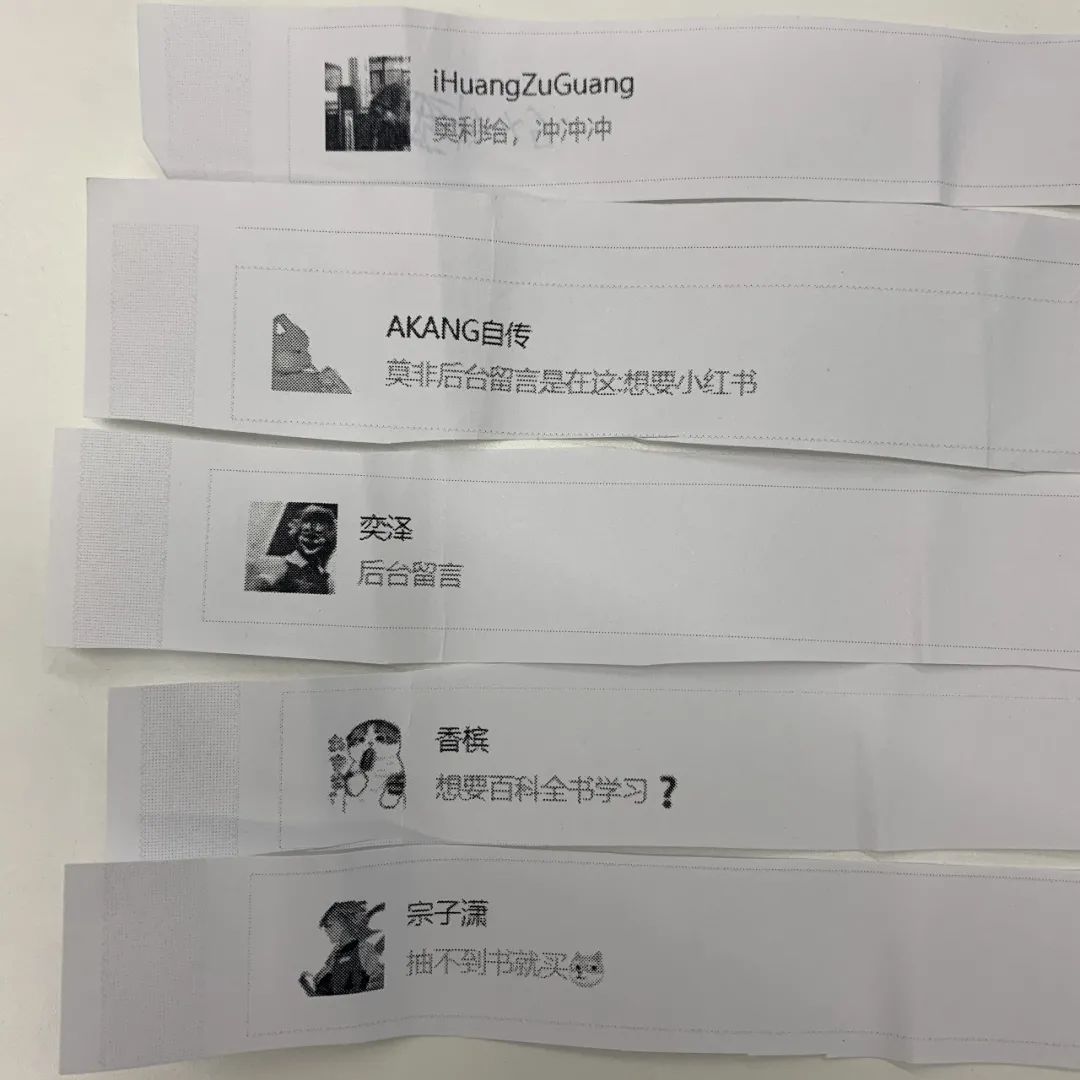 iHuangZuGuang
奥利给，冲冲冲
AKANG自传
莫非后台留言是在这:想要小红书
奕泽
后台留言
香槟
想要百科全书学习❓
宗子潇
抽不到书就买